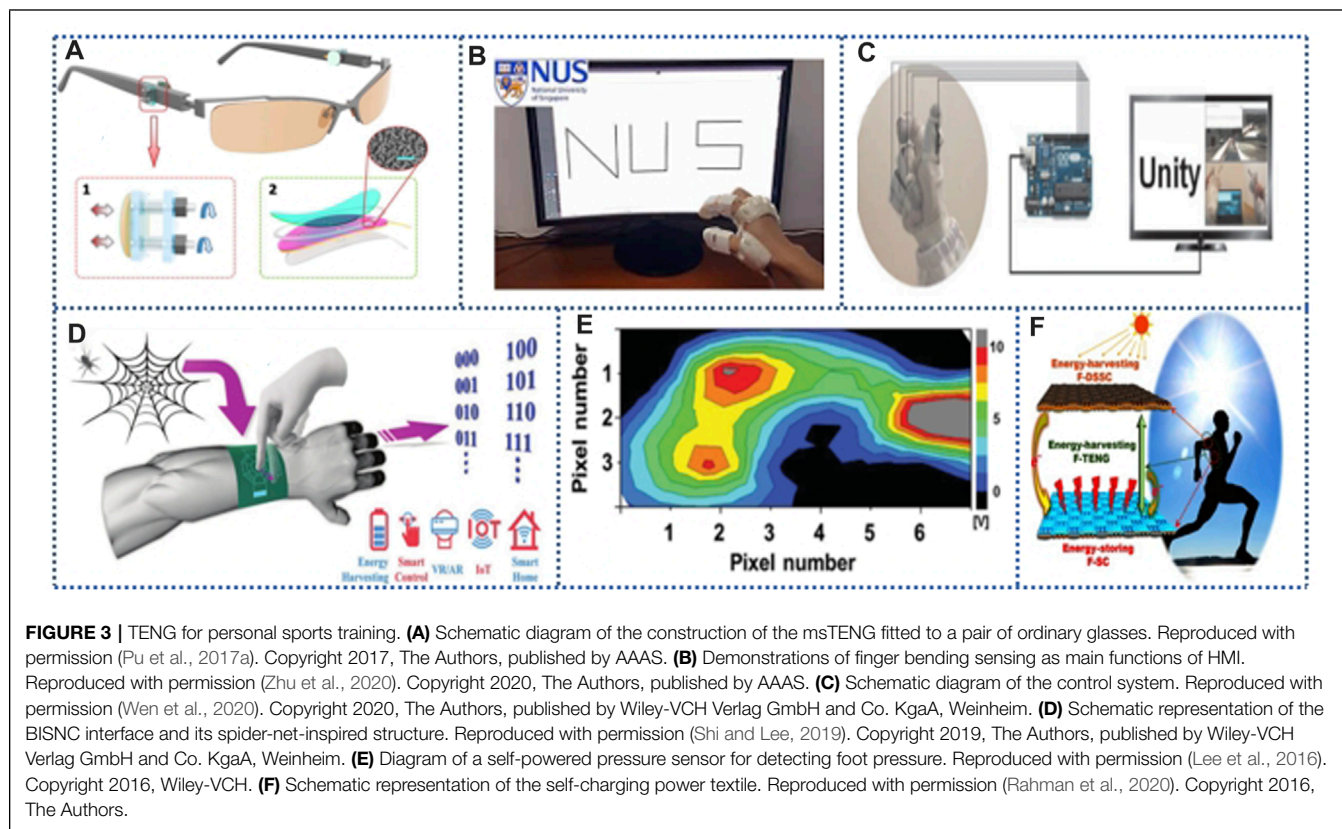 A
1
2
B
NUS
National University
of Singapore
NUS
C
Unity
D
000 100
001 101
010 110
011 111
Energy Harvesting
Smart Control
VR/AR
IOT
IoT
Smart Home
E
Pixel number
1
2
3
1 2 3 4 5 6
Pixel number
10
5
0
[V]
F
Energy-harvesting
F-DSSC
Energy-harvesting
F-TENG
Energy-storing
F-SC
FIGURE 3 | TENG for personal sports training. (A) Schematic diagram of the construction of the msTENG fitted to a pair of ordinary glasses. Reproduced with
permission (Pu et al., 2017a). Copyright 2017, The Authors, published by AAAS. (B) Demonstrations of finger bending sensing as main functions of HMI.
Reproduced with permission (Zhu et al., 2020). Copyright 2020, The Authors, published by AAAS. (C) Schematic diagram of the control system. Reproduced with
permission (Wen et al., 2020). Copyright 2020, The Authors, published by Wiley-VCH Verlag GmbH and Co. KgaA, Weinheim. (D) Schematic representation of the
BISNC interface and its spider-net-inspired structure. Reproduced with permission (Shi and Lee, 2019). Copyright 2019, The Authors, published by Wiley-VCH
Verlag GmbH and Co. KgaA, Weinheim. (E) Diagram of a self-powered pressure sensor for detecting foot pressure. Reproduced with permission (Lee et al., 2016).
Copyright 2016, Wiley-VCH. (F) Schematic representation of the self-charging power textile. Reproduced with permission (Rahman et al., 2020). Copyright 2016,
The Authors.